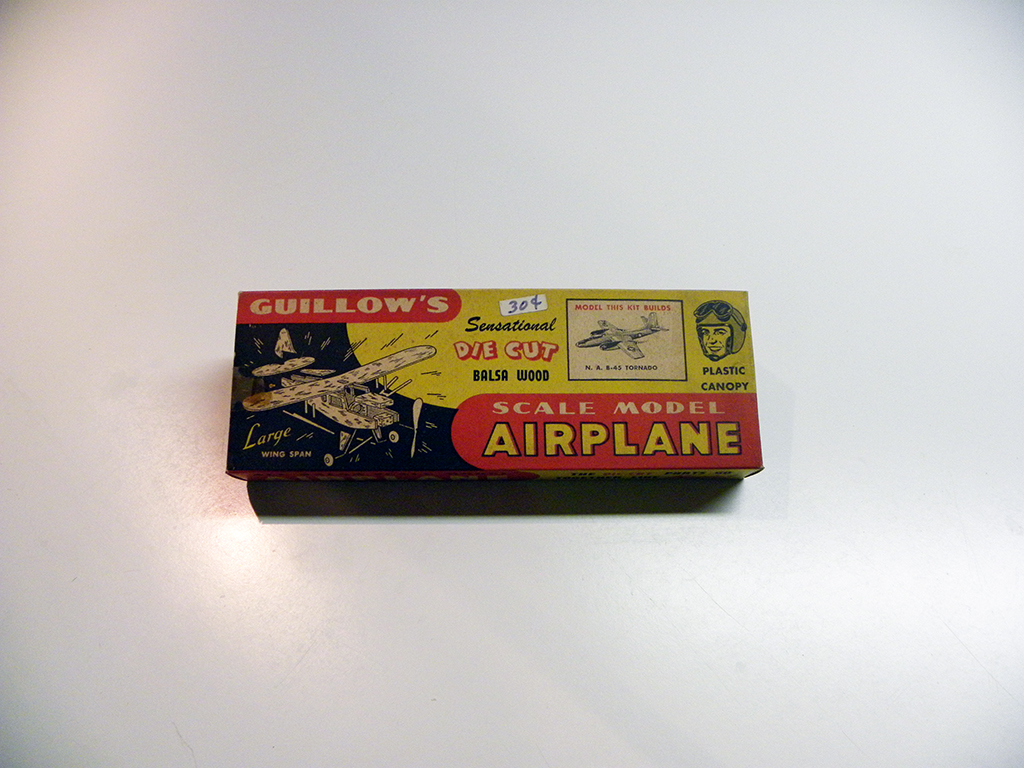 GUILLOW'S
30¢
Sensational
DIE CUT
BALSA WOOD
MODEL THIS KIT BUILDS
N. A. B-45 TORNADO
PLASTIC
CANOPY
Large
WING SPAN
SCALE MODEL
AIRPLANE